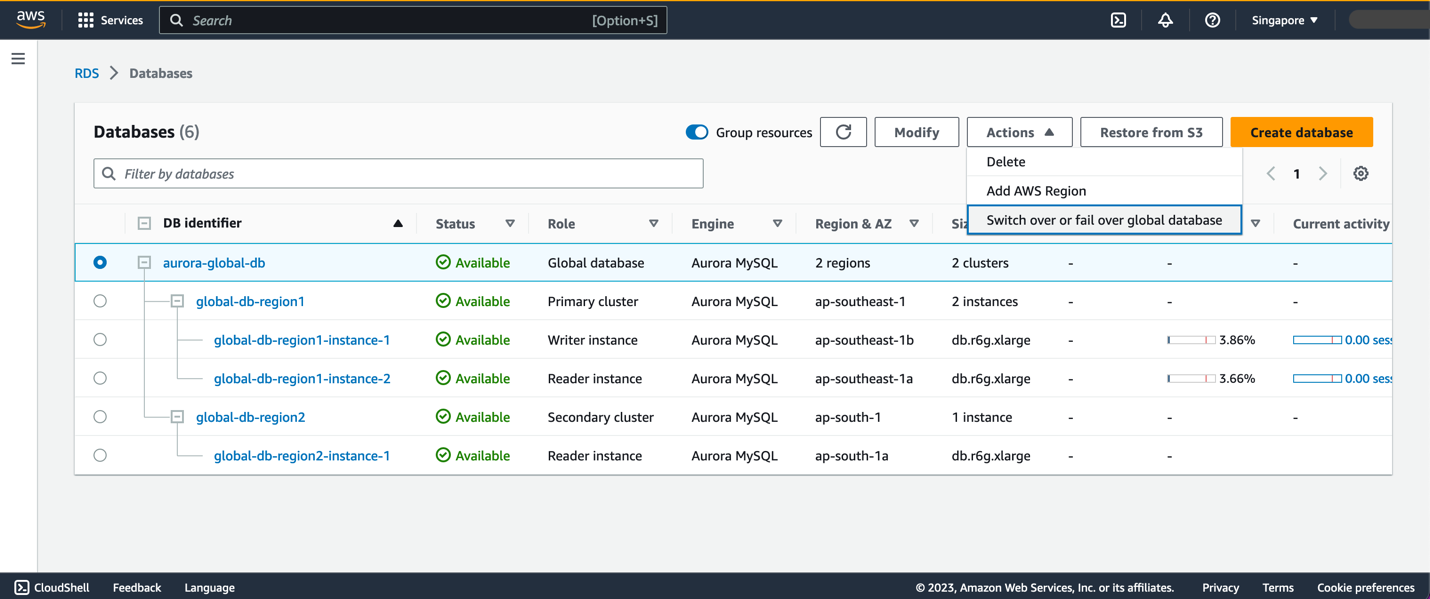 aws Services Search [Option+S] Singapore
RDS Databases
Databases (6) Group resources Modify Actions Restore from S3 Create database
Filter by databases 1
Delete
Add AWS Region
Switch over or fail over global database
DB identifier Status Role Engine Region & AZ Current activity
aurora-global-db Available Global database Aurora MySQL 2 regions 2 clusters - - -
global-db-region1 Available Primary cluster Aurora MySQL ap-southeast-1 2 instances - - -
global-db-region1-instance-1 Available Writer instance Aurora MySQL ap-southeast-1b db.r6g.xlarge - 3.86% 0.00 sess
global-db-region1-instance-2 Available Reader instance Aurora MySQL ap-southeast-1a db.r6g.xlarge - 3.66% 0.00 sess
global-db-region2 Available Secondary cluster Aurora MySQL ap-south-1 1 instance - - -
global-db-region2-instance-1 Available Reader instance Aurora MySQL ap-south-1a db.r6g.xlarge - -
CloudShell Feedback Language © 2023, Amazon Web Services, Inc. or its affiliates. Privacy Terms Cookie preferences